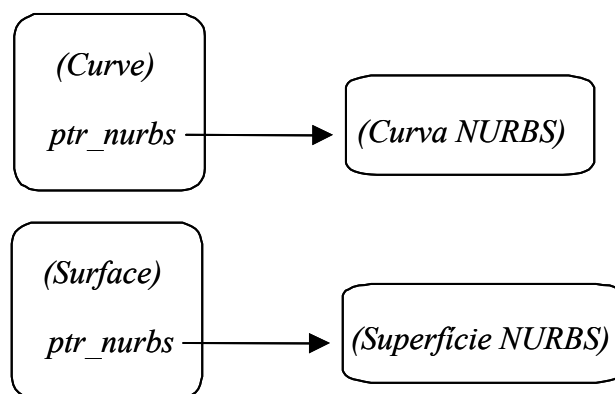 (Curve)
ptr_nurbs
(Curva NURBS)
(Surface)
ptr_nurbs
(Superfície NURBS)